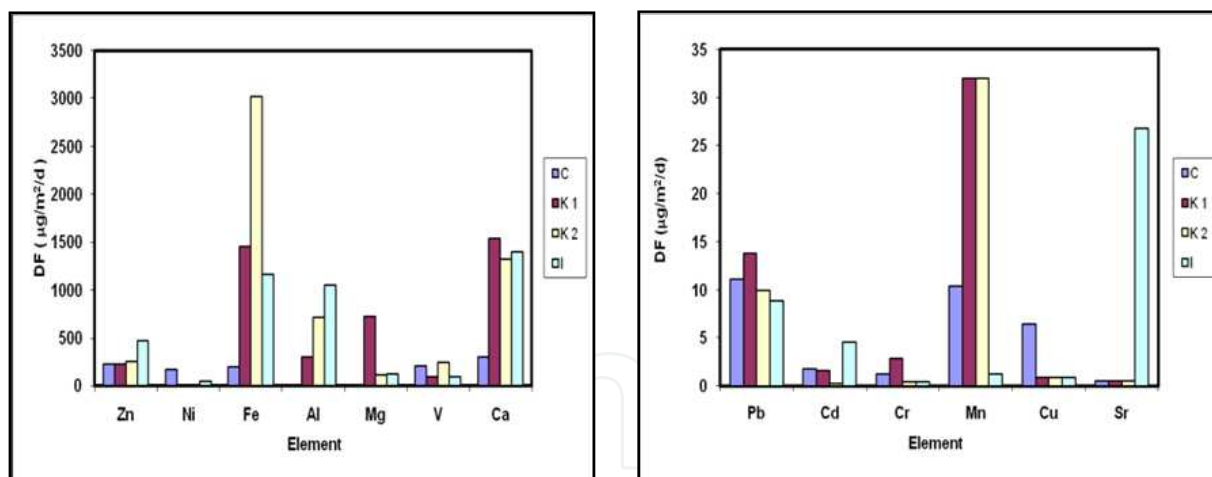 3500
3000
2500
2000
1500
1000
500
0
DF ( µg/m²/d )
Zn Ni Fe Al Mg V Ca
Element
C
K 1
K 2
I
35
30
25
20
15
10
5
0
DF (µg/m²/d)
Pb Cd Cr Mn Cu Sr
Element
C
K 1
K 2
I